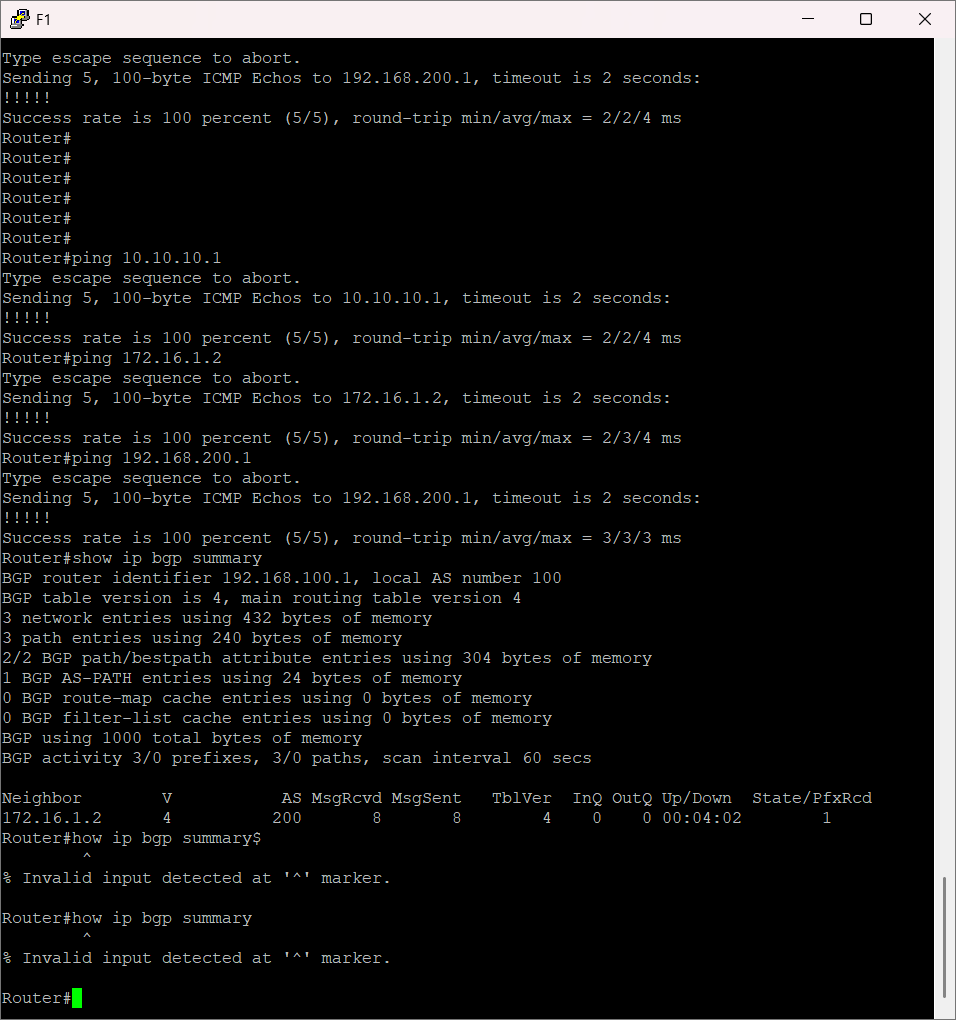 F1
Type escape sequence to abort.
Sending 5, 100-byte ICMP Echos to 192.168.200.1, timeout is 2 seconds:
!!!!!
Success rate is 100 percent (5/5), round-trip min/avg/max = 2/2/4 ms
Router#
Router#
Router#
Router#
Router#
Router#
Router#ping 10.10.10.1
Type escape sequence to abort.
Sending 5, 100-byte ICMP Echos to 10.10.10.1, timeout is 2 seconds:
!!!!!
Success rate is 100 percent (5/5), round-trip min/avg/max = 2/2/4 ms
Router#ping 172.16.1.2
Type escape sequence to abort.
Sending 5, 100-byte ICMP Echos to 172.16.1.2, timeout is 2 seconds:
!!!!!
Success rate is 100 percent (5/5), round-trip min/avg/max = 2/3/4 ms
Router#ping 192.168.200.1
Type escape sequence to abort.
Sending 5, 100-byte ICMP Echos to 192.168.200.1, timeout is 2 seconds:
!!!!!
Success rate is 100 percent (5/5), round-trip min/avg/max = 3/3/3 ms
Router#show ip bgp summary
BGP router identifier 192.168.100.1, local AS number 100
BGP table version is 4, main routing table version 4
3 network entries using 432 bytes of memory
3 path entries using 240 bytes of memory
2/2 BGP path/bestpath attribute entries using 304 bytes of memory
1 BGP AS-PATH entries using 24 bytes of memory
0 BGP route-map cache entries using 0 bytes of memory
0 BGP filter-list cache entries using 0 bytes of memory
BGP using 1000 total bytes of memory
BGP activity 3/0 prefixes, 3/0 paths, scan interval 60 secs

Neighbor        V           AS MsgRcvd MsgSent   TblVer  InQ OutQ Up/Down  State/PfxRcd
172.16.1.2      4          200       8       8        4    0    0 00:04:02        1
Router#how ip bgp summary$
        ^
% Invalid input detected at '^' marker.

Router#how ip bgp summary
        ^
% Invalid input detected at '^' marker.

Router#